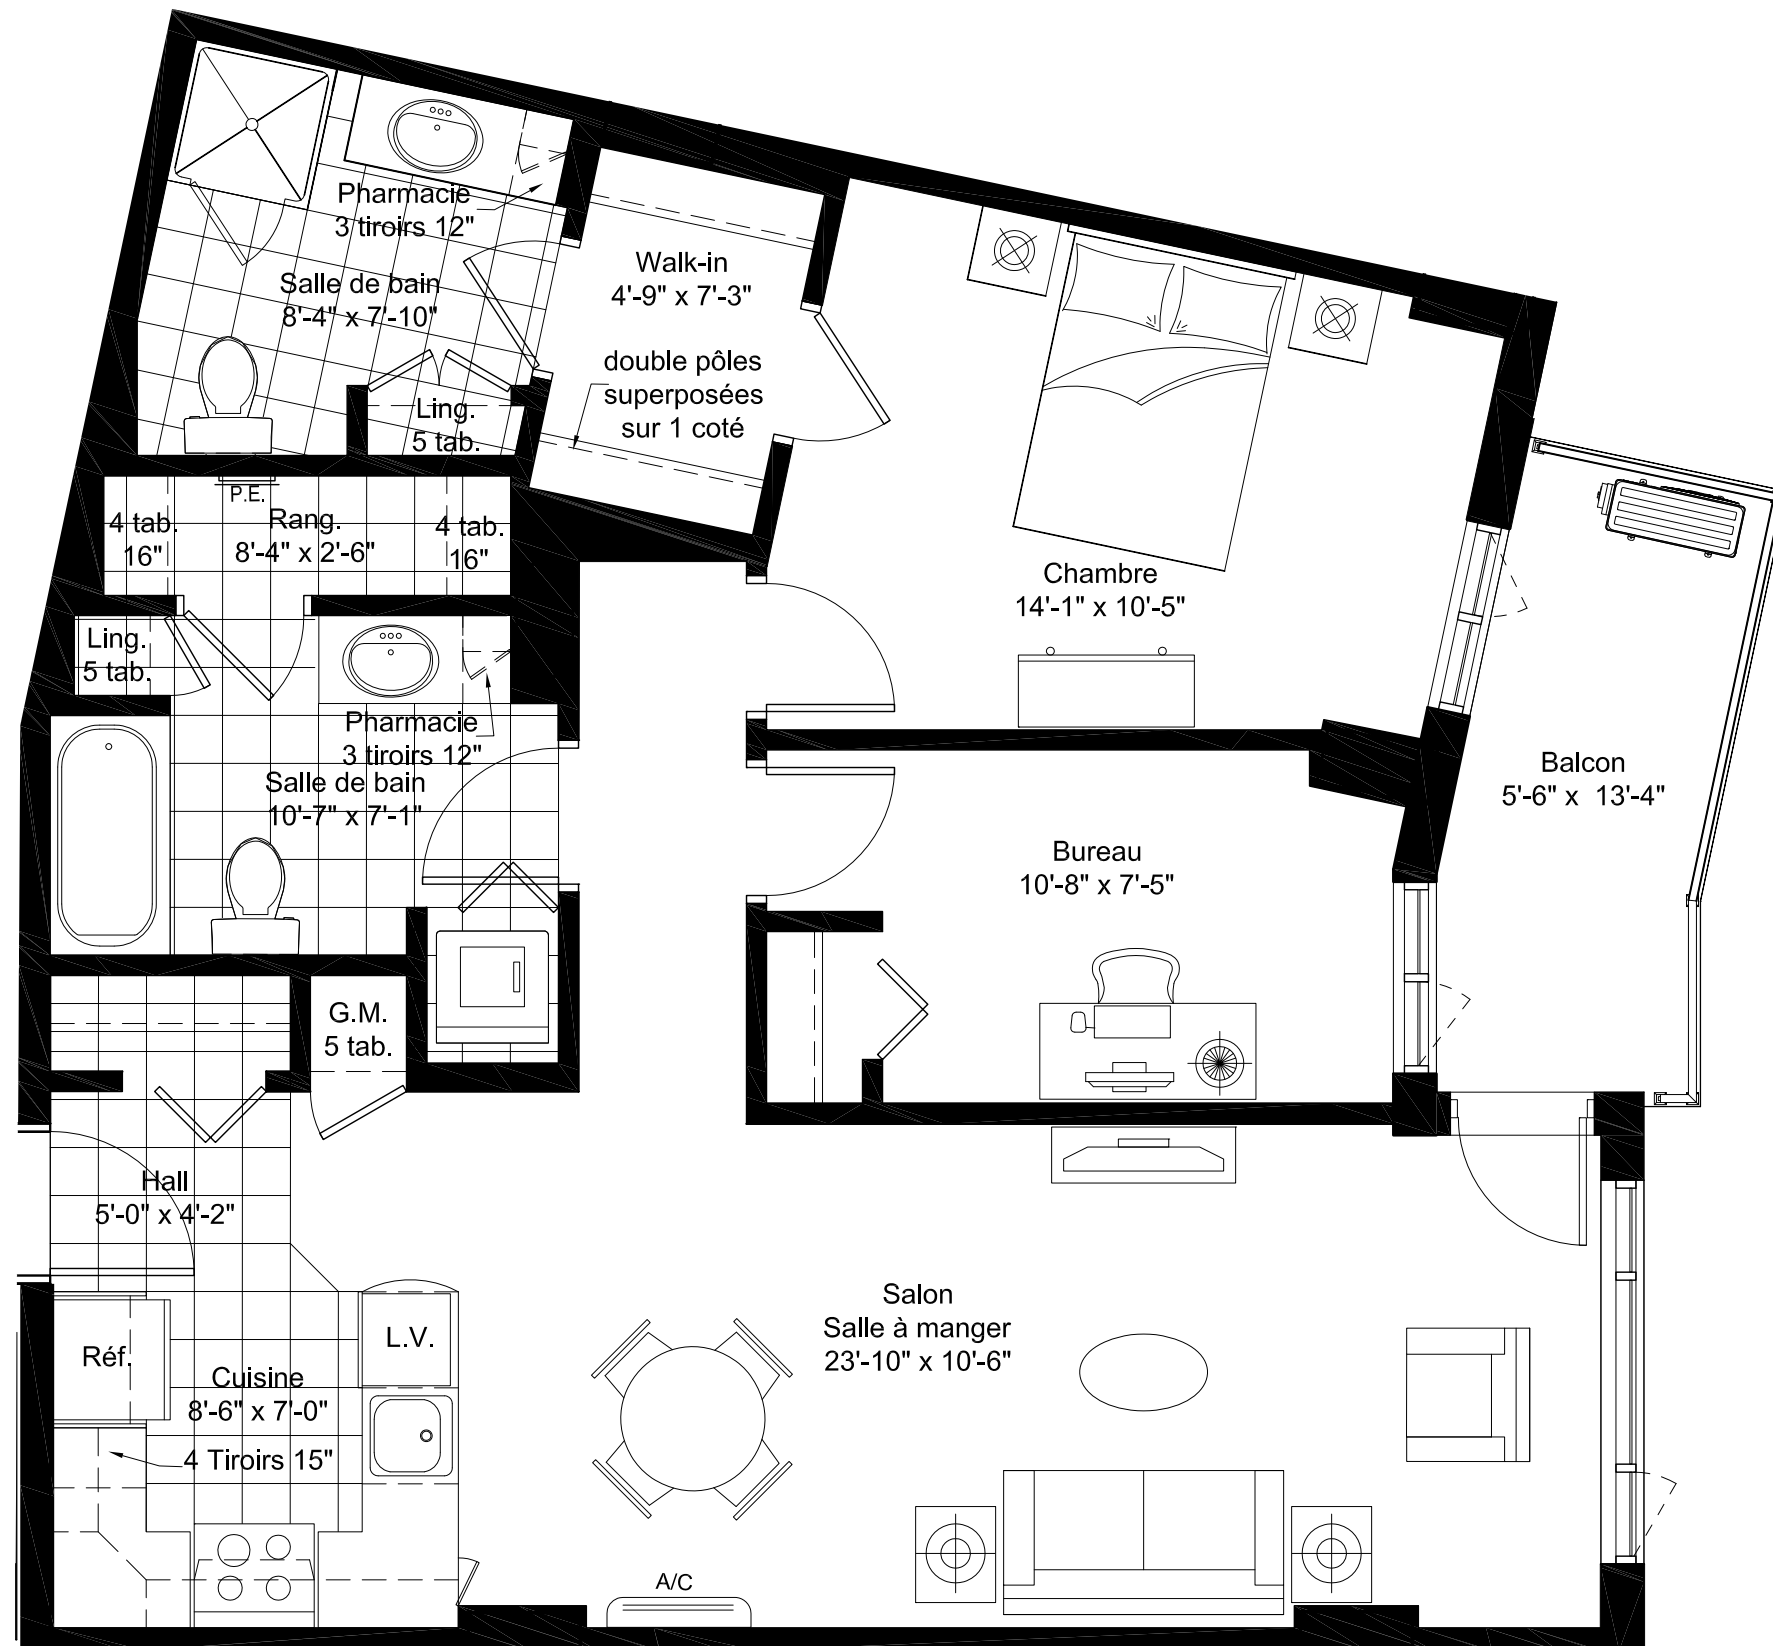 Pharmacie
3 tiroirs 12"
Salle de bain
8'-4" x 7'-10"
Walk-in
4'-9" x 7'-3"
double pôles
superposées
sur 1 coté
Ling.
5 tab.
P.E.
4 tab.
16"
Rang.
8'-4" x 2'-6"
4 tab.
16"
Chambre
14'-1" x 10'-5"
Ling.
5 tab.
Pharmacie
3 tiroirs 12"
Salle de bain
10'-7" x 7'-1"
Balcon
5'-6" x 13'-4"
Bureau
10'-8" x 7'-5"
G.M.
5 tab.
Hall
5'-0" x 4'-2"
Salon
Salle à manger
23'-10" x 10'-6"
Réf.
L.V.
Cuisine
8'-6" x 7'-0"
4 Tiroirs 15"
A/C